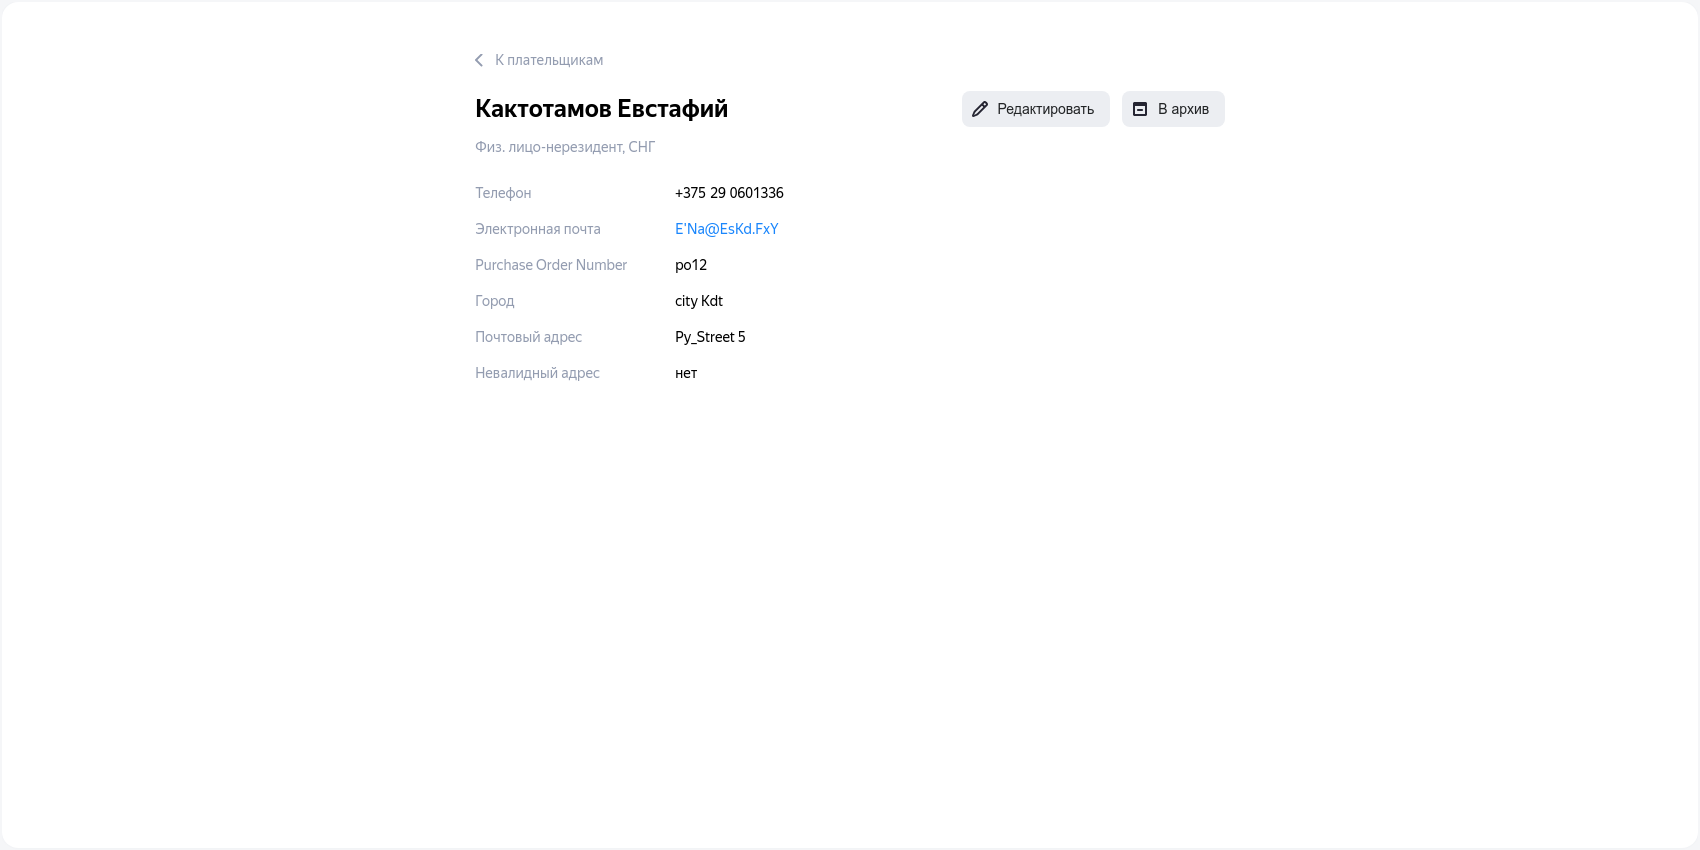 К плательщикам
Кактотамов Евстафий
Редактировать
В архив
Физ. лицо-нерезидент, СНГ
Телефон +375 29 0601336
Электронная почта E'Na@EsKd.FxY
Purchase Order Number po12
Город city Kdt
Почтовый адрес Py_Street 5
Невалидный адрес нет